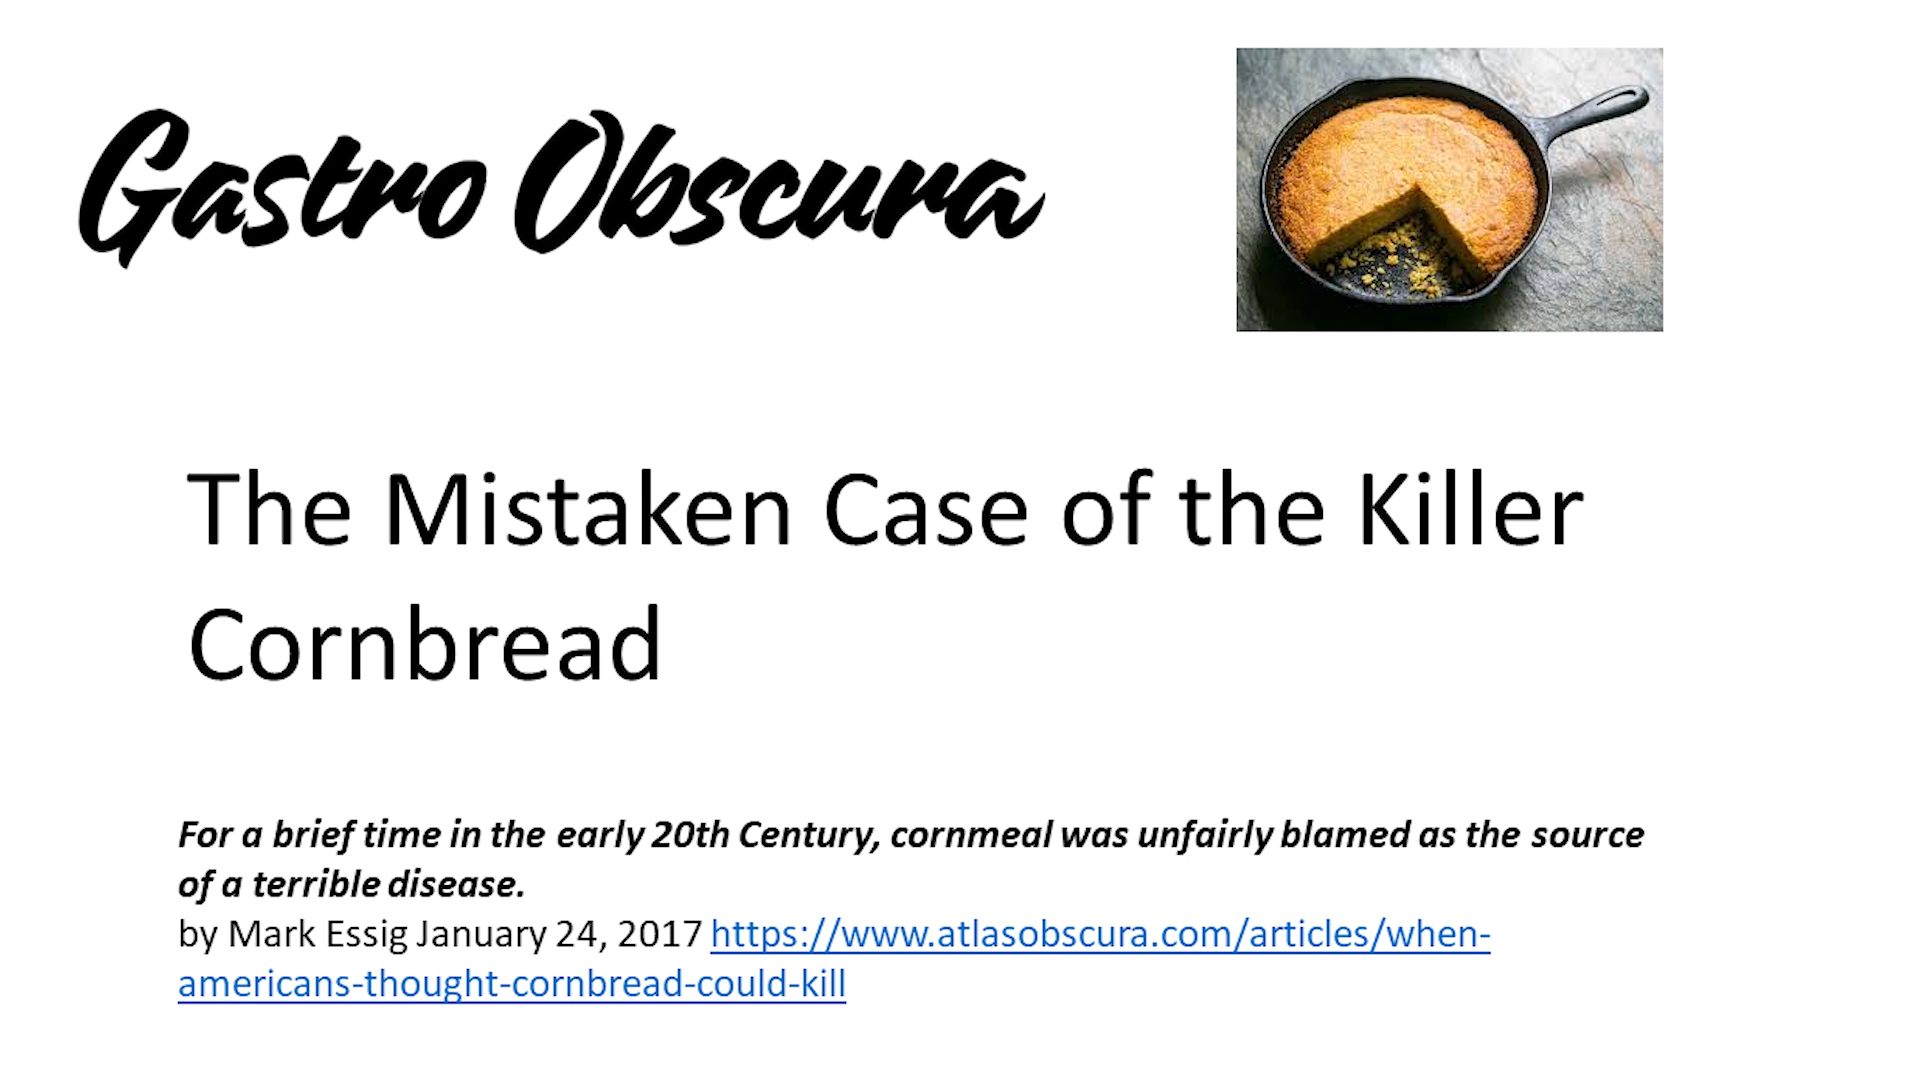 Gastro Obscura
The Mistaken Case of the Killer
Cornbread
For a brief time in the early 20th Century, cornmeal was unfairly blamed as the source
of a terrible disease.
by Mark Essig January 24, 2017 https://www.atlasobscura.com/articles/when-
americans-thought-cornbread-could-kill